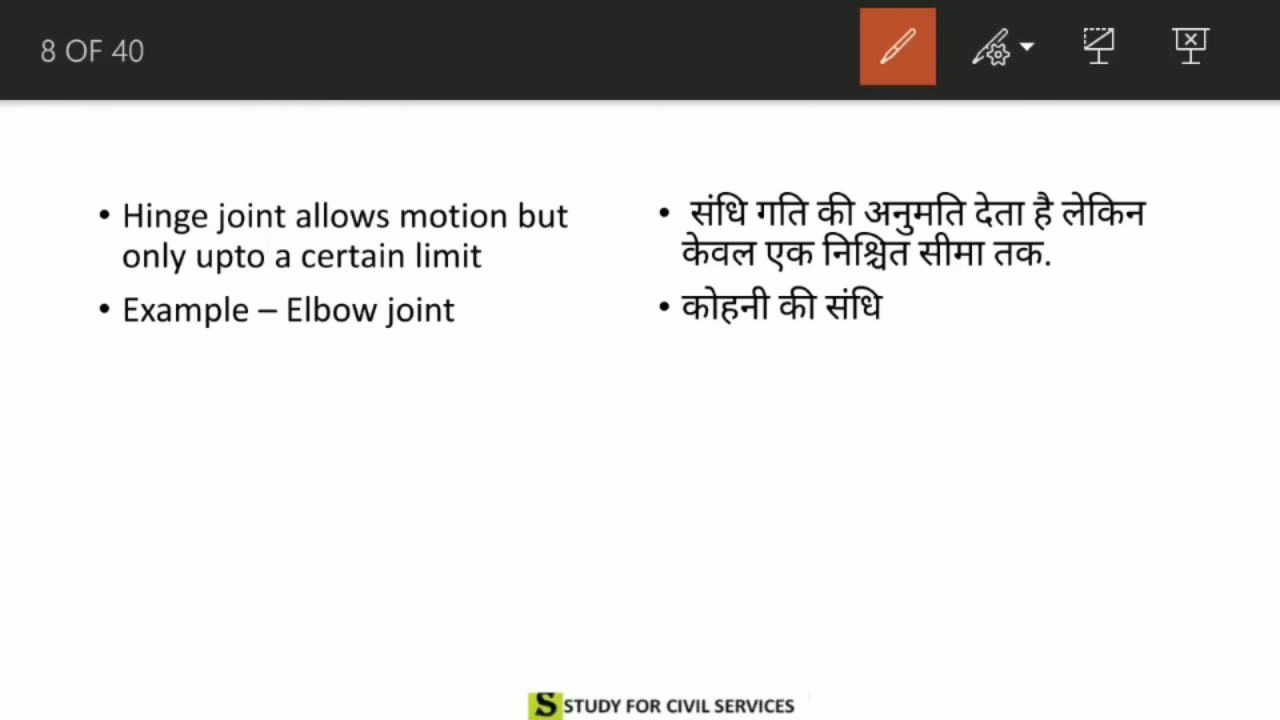 8 OF 40
• Hinge joint allows motion but
only upto a certain limit
• Example – Elbow joint
• संधि गति की अनुमति देता है लेकिन
केवल एक निश्चित सीमा तक.
• कोहनी की संधि
S STUDY FOR CIVIL SERVICES